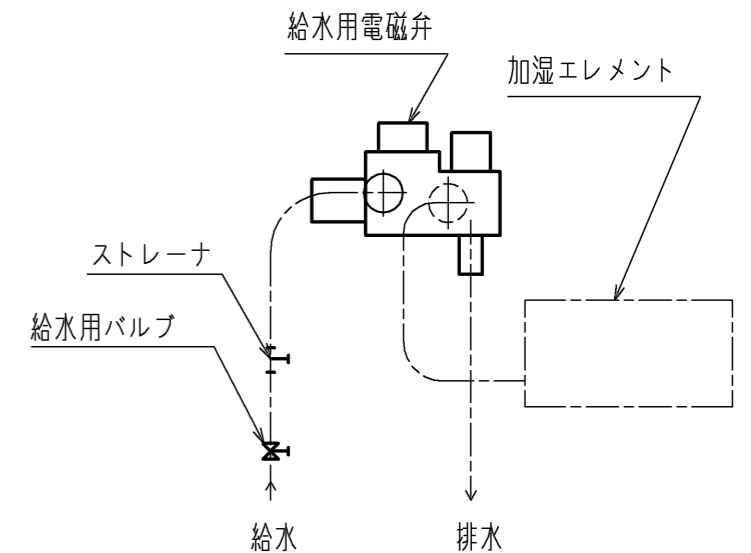 給水用電磁弁
加湿エレメント
ストレーナ
給水用バルブ
給水
排水